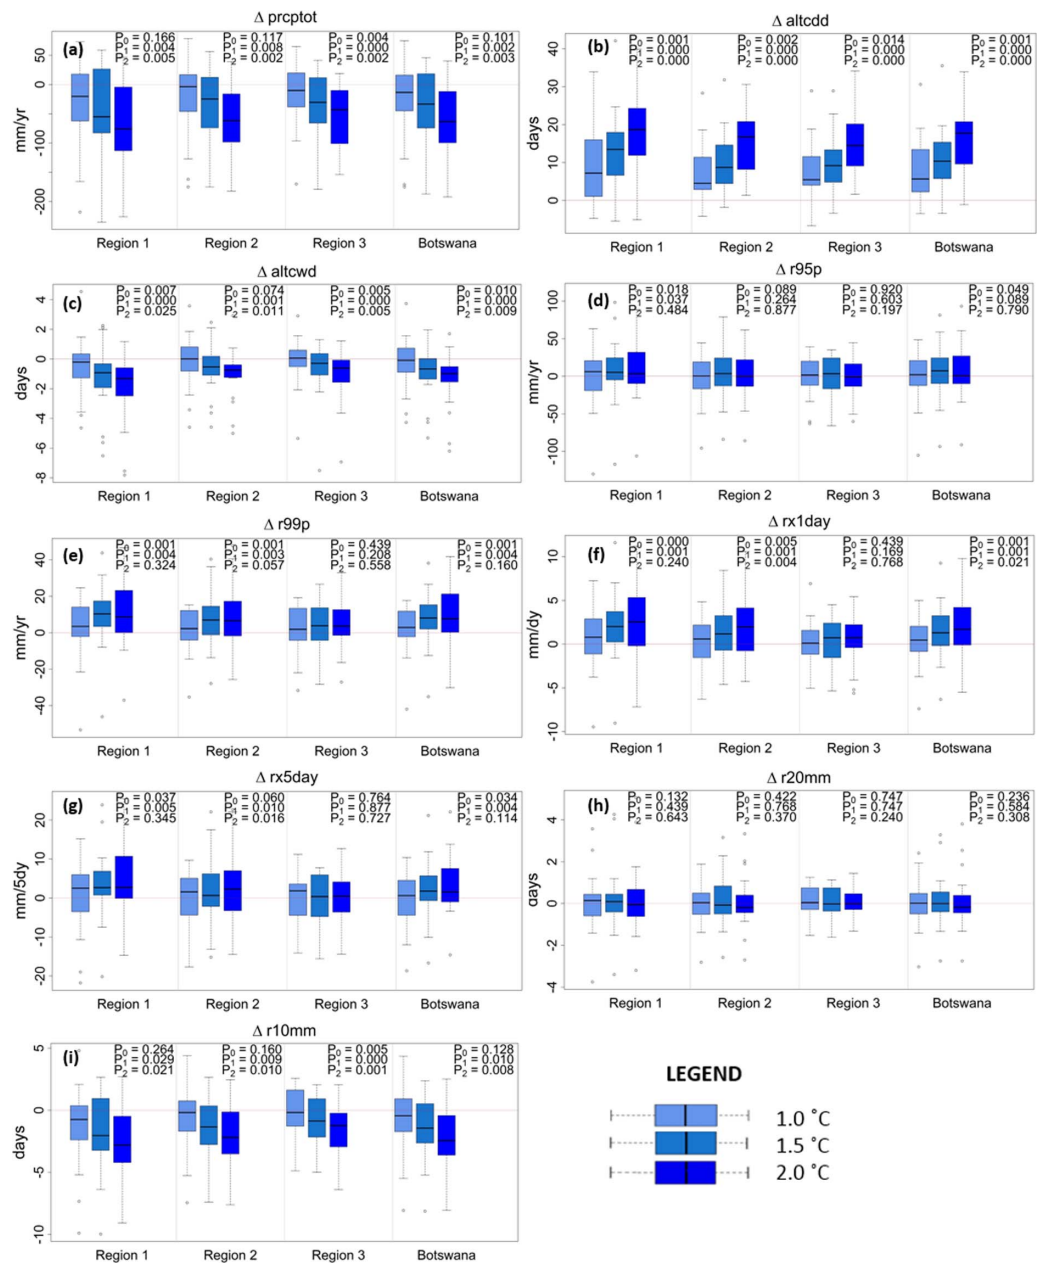 Δ prcptot
(a)
P0 = 0.166
P1 = 0.004
P2 = 0.005
P0 = 0.117
P1 = 0.008
P2 = 0.002
P0 = 0.004
P1 = 0.000
P2 = 0.002
P0 = 0.101
P1 = 0.002
P2 = 0.003
mm/yr
50
0
-100
-200
Region 1
Region 2
Region 3
Botswana
Δ altcdd
(b)
P0 = 0.001
P1 = 0.000
P2 = 0.000
P0 = 0.002
P1 = 0.000
P2 = 0.000
P0 = 0.014
P1 = 0.000
P2 = 0.000
P0 = 0.001
P1 = 0.000
P2 = 0.000
days
40
30
20
10
0
Region 1
Region 2
Region 3
Botswana
Δ altcwd
(c)
P0 = 0.007
P1 = 0.000
P2 = 0.025
P0 = 0.074
P1 = 0.001
P2 = 0.011
P0 = 0.005
P1 = 0.000
P2 = 0.005
P0 = 0.010
P1 = 0.000
P2 = 0.009
days
4
2
0
-2
-4
-6
-8
Region 1
Region 2
Region 3
Botswana
Δ r95p
(d)
P0 = 0.018
P1 = 0.037
P2 = 0.484
P0 = 0.089
P1 = 0.264
P2 = 0.877
P0 = 0.920
P1 = 0.603
P2 = 0.197
P0 = 0.049
P1 = 0.089
P2 = 0.790
mm/yr
100
50
0
-50
-100
Region 1
Region 2
Region 3
Botswana
Δ r99p
(e)
P0 = 0.001
P1 = 0.004
P2 = 0.324
P0 = 0.001
P1 = 0.003
P2 = 0.057
P0 = 0.439
P1 = 0.208
P2 = 0.558
P0 = 0.001
P1 = 0.004
P2 = 0.160
mm/yr
40
20
0
-20
-40
Region 1
Region 2
Region 3
Botswana
Δ rx1day
(f)
P0 = 0.000
P1 = 0.001
P2 = 0.240
P0 = 0.005
P1 = 0.001
P2 = 0.004
P0 = 0.439
P1 = 0.169
P2 = 0.768
P0 = 0.001
P1 = 0.001
P2 = 0.021
mm/dy
10
5
0
-5
-10
Region 1
Region 2
Region 3
Botswana
Δ rx5day
(g)
P0 = 0.037
P1 = 0.005
P2 = 0.345
P0 = 0.060
P1 = 0.010
P2 = 0.016
P0 = 0.764
P1 = 0.877
P2 = 0.727
P0 = 0.034
P1 = 0.004
P2 = 0.114
mm/5dy
20
10
0
-10
-20
Region 1
Region 2
Region 3
Botswana
Δ r20mm
(h)
P0 = 0.132
P1 = 0.439
P2 = 0.643
P0 = 0.422
P1 = 0.768
P2 = 0.370
P0 = 0.747
P1 = 0.747
P2 = 0.240
P0 = 0.236
P1 = 0.584
P2 = 0.308
days
4
2
0
-2
-4
Region 1
Region 2
Region 3
Botswana
Δ r10mm
(i)
P0 = 0.264
P1 = 0.029
P2 = 0.021
P0 = 0.160
P1 = 0.009
P2 = 0.010
P0 = 0.005
P1 = 0.000
P2 = 0.001
P0 = 0.128
P1 = 0.010
P2 = 0.008
days
5
0
-5
-10
Region 1
Region 2
Region 3
Botswana
LEGEND
1.0 ˚C
1.5 ˚C
2.0 ˚C